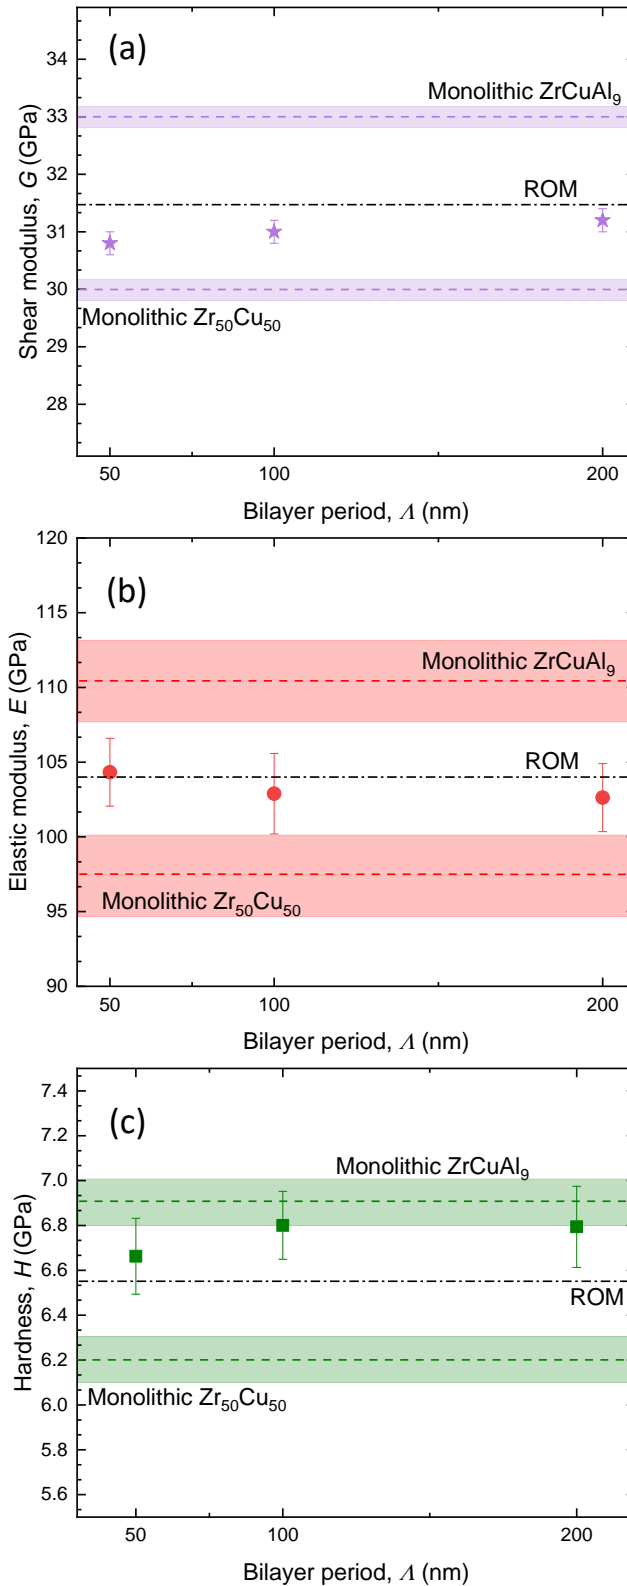 (a)
Shear modulus, G (GPa)
34
33
32
31
30
29
28
Monolithic ZrCuAl₉
ROM
Monolithic Zr₅₀Cu₅₀
50 100 200
Bilayer period, Λ (nm)
(b)
Elastic modulus, E (GPa)
120
115
110
105
100
95
90
Monolithic ZrCuAl₉
ROM
Monolithic Zr₅₀Cu₅₀
50 100 200
Bilayer period, Λ (nm)
(c)
Hardness, H (GPa)
7.4
7.2
7.0
6.8
6.6
6.4
6.2
6.0
5.8
5.6
Monolithic ZrCuAl₉
ROM
Monolithic Zr₅₀Cu₅₀
50 100 200
Bilayer period, Λ (nm)